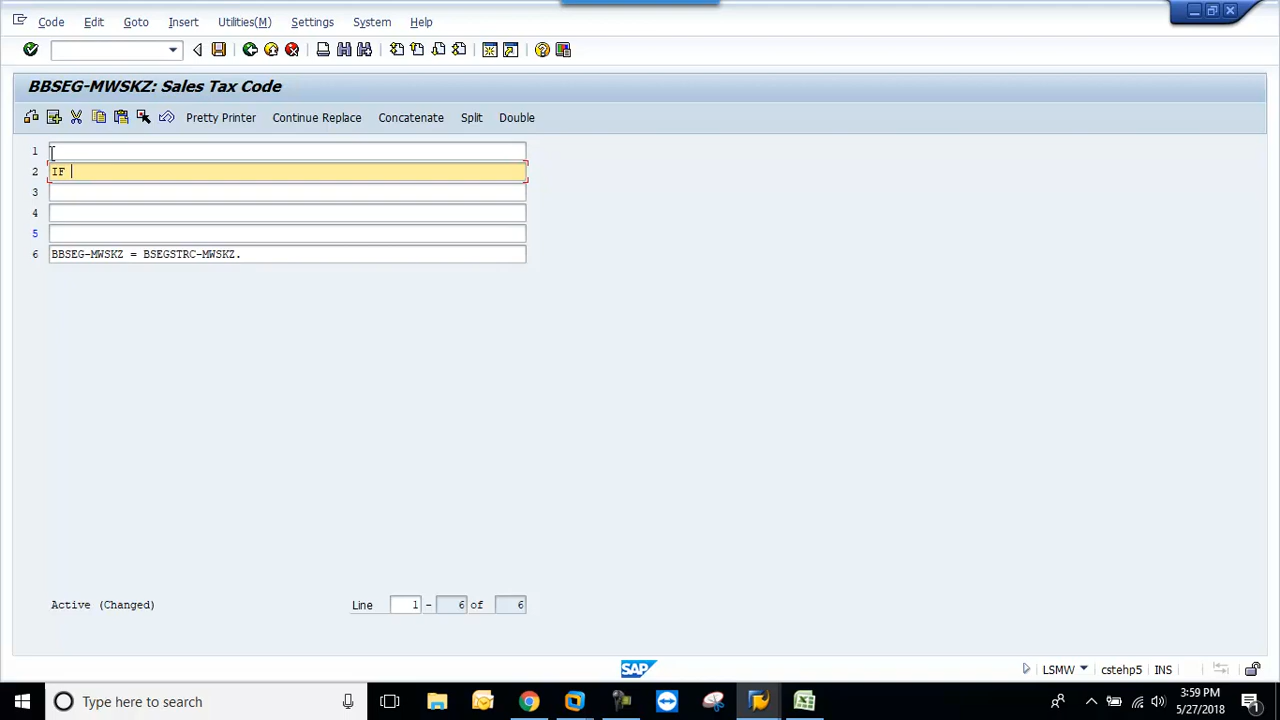 Code Edit Goto Insert Utilities(M) Settings System Help
BBSEG-MWSKZ: Sales Tax Code
Pretty Printer Continue Replace Concatenate Split Double
1
2 IF
3
4
5
6 BBSEG-MWSKZ = BSEGSTRC-MWSKZ.
Active (Changed) Line 1 - 6 of 6
SAP LSMW cstehp5 INS
Type here to search
3:59 PM
5/27/2018
1